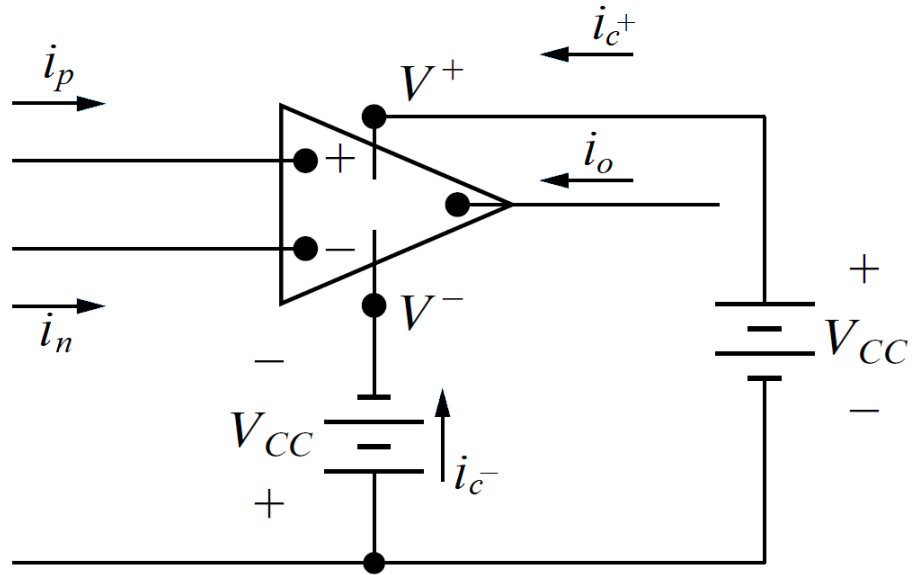 i_c+
i_p
V^+
+
i_o
−
V^−
+
i_n
−
V_CC
V_CC
−
i_c−
+